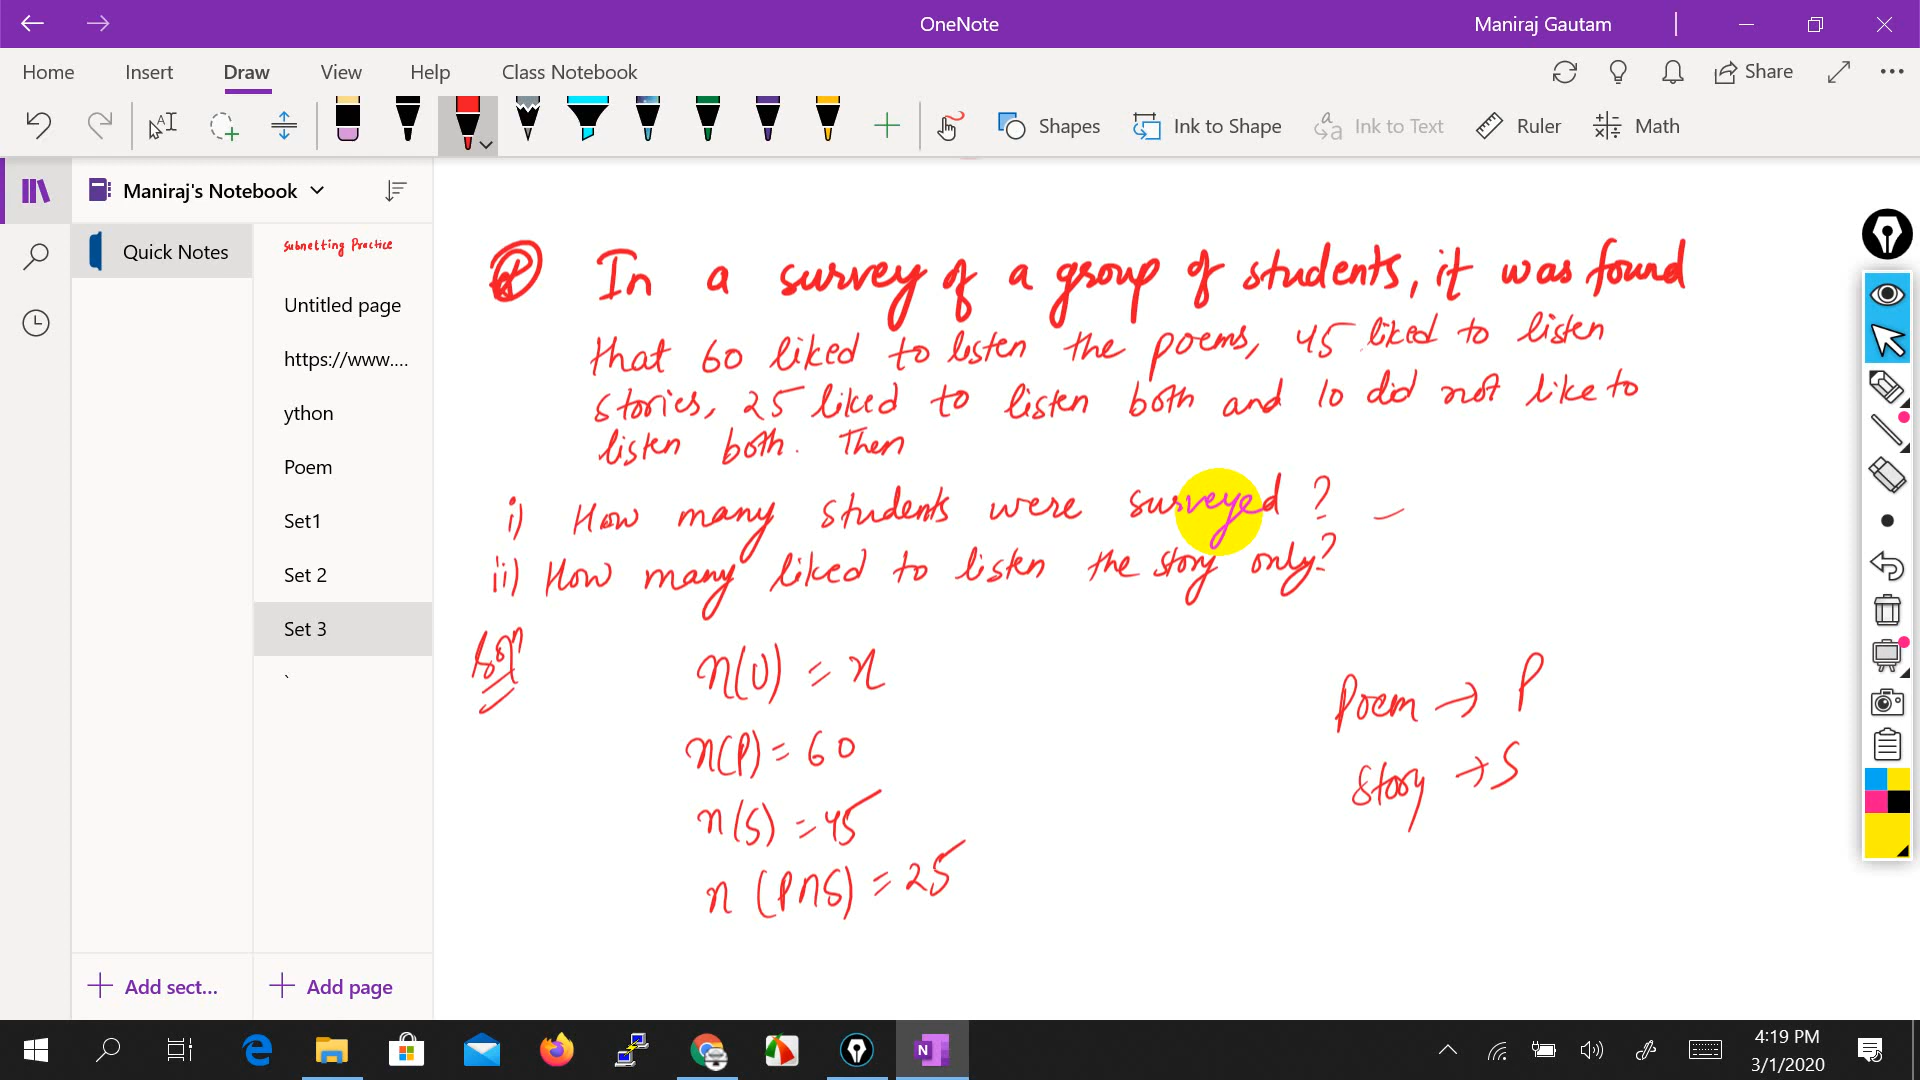 OneNote
Maniraj Gautam
Home Insert Draw View Help Class Notebook
Share
Shapes Ink to Shape Ink to Text Ruler Math
Maniraj's Notebook
Quick Notes
Subnetting Practice
Untitled page
https://www....
ython
Poem
Set1
Set 2
Set 3
`
Add sect...
Add page
In a survey of a group of students, it was found
that 60 liked to listen the poems, 45 liked to listen
stories, 25 liked to listen both and 10 did not like to
listen both. Then
i) How many students were surveyed ?
ii) How many liked to listen the story only?
Solⁿ
n(U) = x
n(P) = 60
n(S) = 45
n (P∩S) = 25
Poem → P
Story → S
4:19 PM
3/1/2020